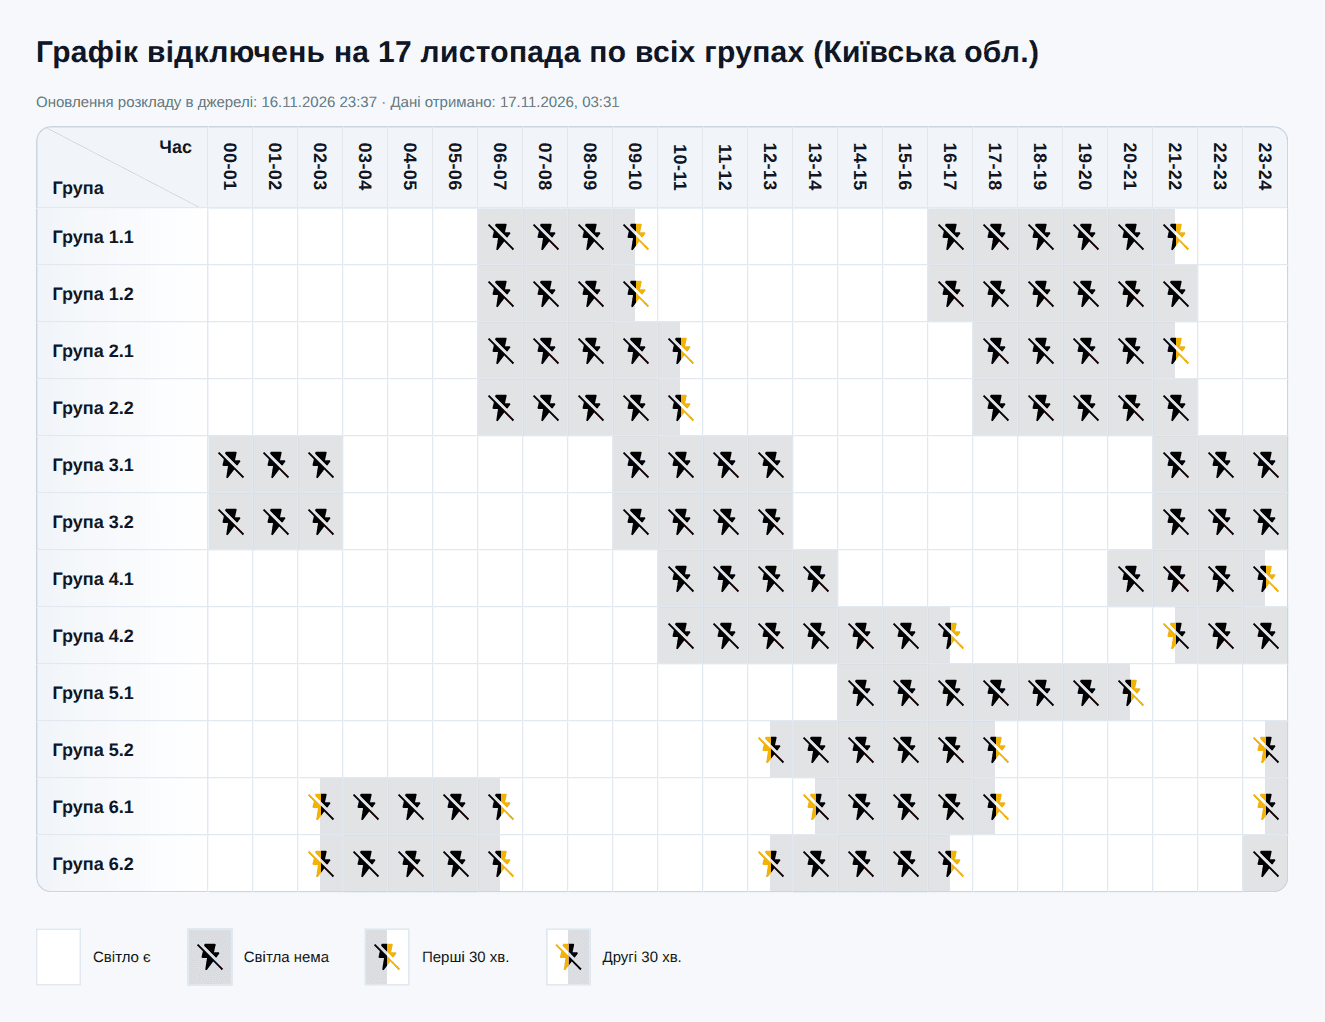 Графік відключень на 17 листопада по всіх групах (Київська обл.)
Оновлення розкладу в джерелі: 16.11.2026 23:37 · Дані отримано: 17.11.2026, 03:31
Час
Група
00-01 01-02 02-03 03-04 04-05 05-06 06-07 07-08 08-09 09-10 10-11 11-12 12-13 13-14 14-15 15-16 16-17 17-18 18-19 19-20 20-21 21-22 22-23 23-24
Група 1.1
Група 1.2
Група 2.1
Група 2.2
Група 3.1
Група 3.2
Група 4.1
Група 4.2
Група 5.1
Група 5.2
Група 6.1
Група 6.2
Світло є Світла нема Перші 30 хв. Другі 30 хв.